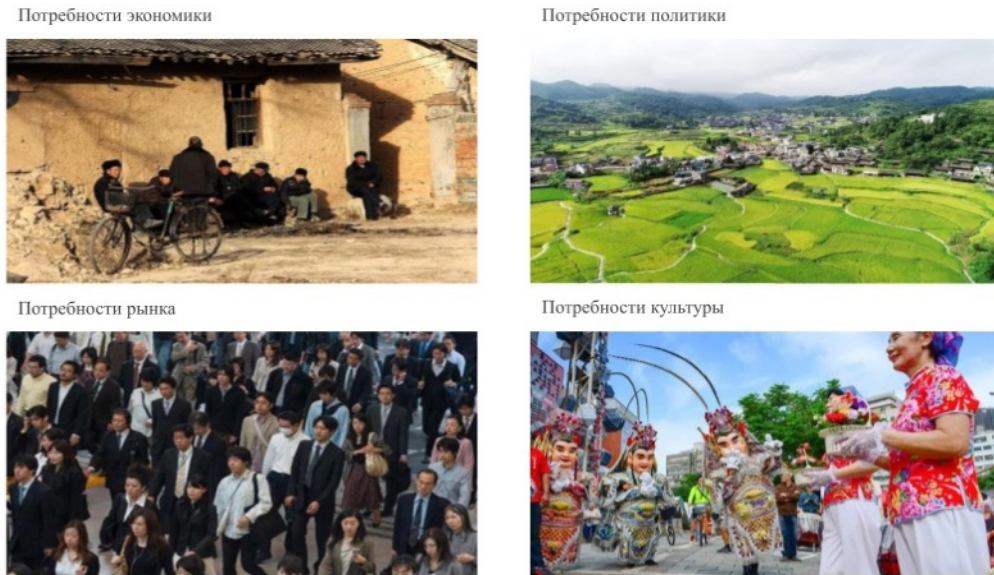 Потребности экономики
Потребности политики
Потребности рынка
Потребности культуры